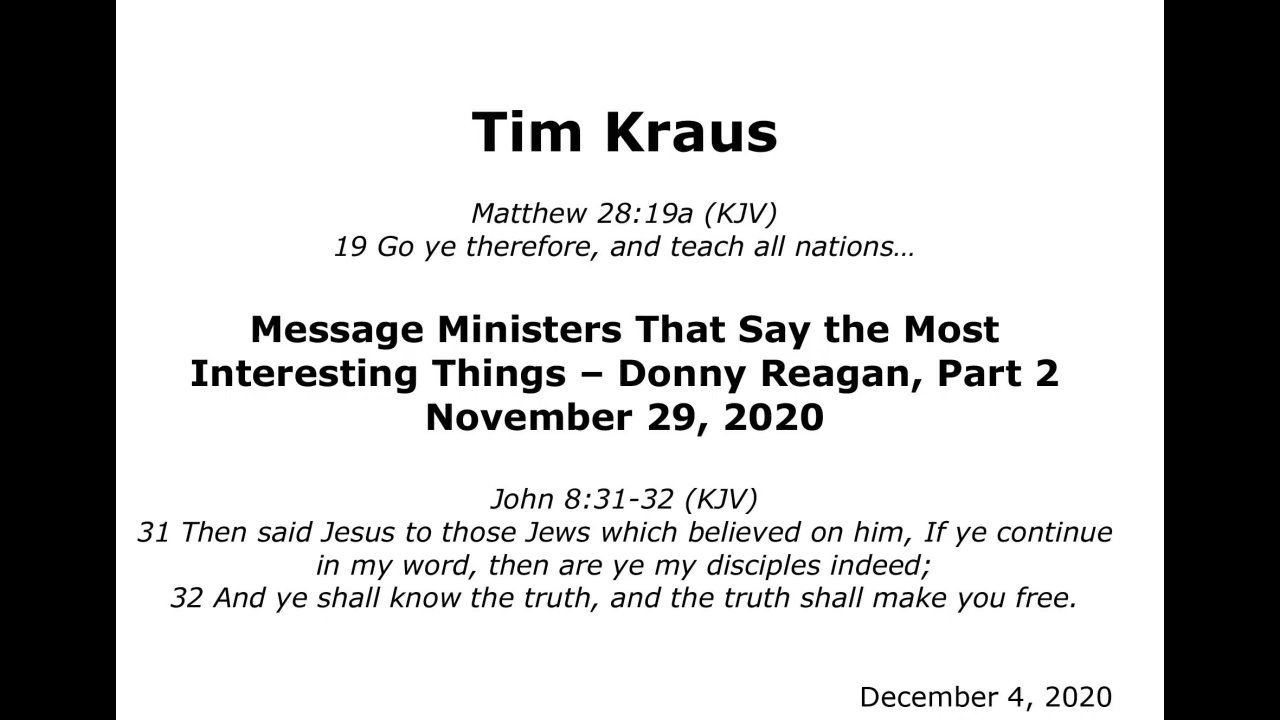 Tim Kraus
Matthew 28:19a (KJV)
19 Go ye therefore, and teach all nations…
Message Ministers That Say the Most
Interesting Things – Donny Reagan, Part 2
November 29, 2020
John 8:31-32 (KJV)
31 Then said Jesus to those Jews which believed on him, If ye continue
in my word, then are ye my disciples indeed;
32 And ye shall know the truth, and the truth shall make you free.
December 4, 2020